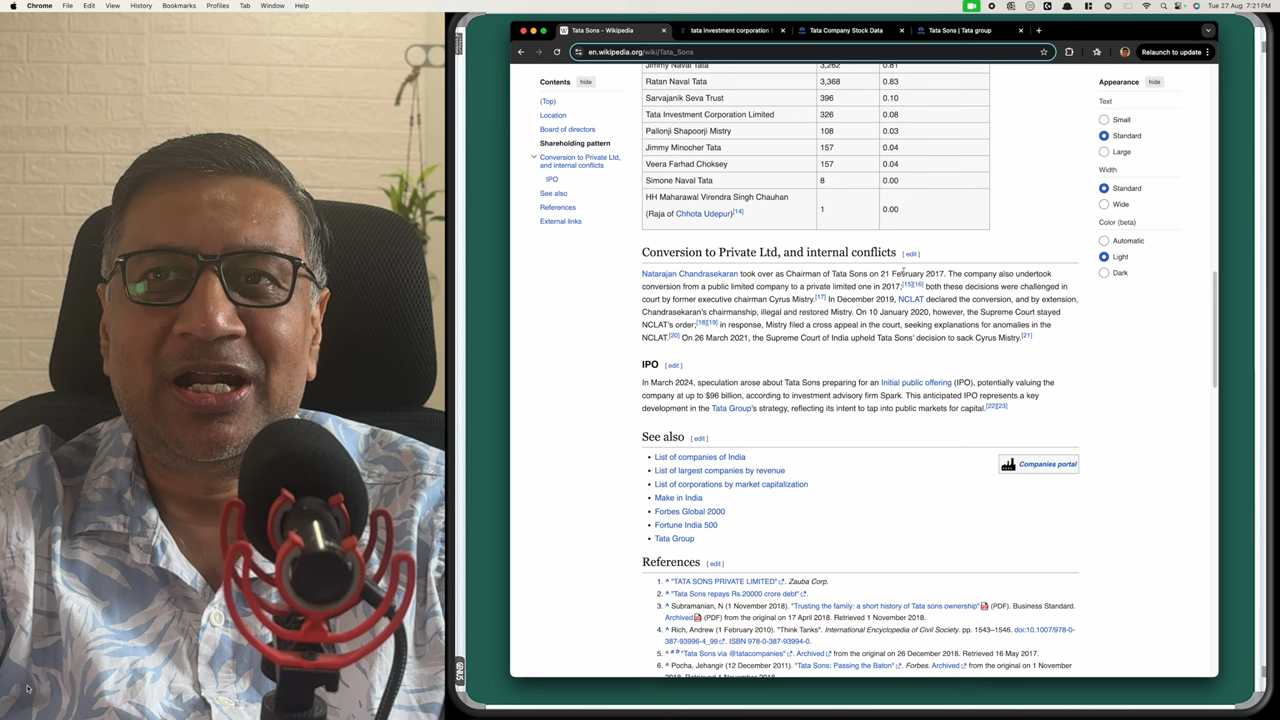 Chrome File Edit View History Bookmarks Profiles Tab Window Help Tue 27 Aug 7:21PM
Tata Sons - Wikipedia tata investment corporation l Tata Company Stock Data Tata Sons | Tata group
en.wikipedia.org/wiki/Tata_Sons Relaunch to update
Contents hide
(Top)
Location
Board of directors
Shareholding pattern
Conversion to Private Ltd,
and internal conflicts
IPO
See also
References
External links
Jimmy Naval Tata 3,262 0.81
Ratan Naval Tata 3,368 0.83
Sarvajanik Seva Trust 396 0.10
Tata Investment Corporation Limited 326 0.08
Pallonji Shapoorji Mistry 108 0.03
Jimmy Minocher Tata 157 0.04
Veera Farhad Choksey 157 0.04
Simone Naval Tata 8 0.00
HH Maharawal Virendra Singh Chauhan
(Raja of Chhota Udepur)[14] 1 0.00
Conversion to Private Ltd, and internal conflicts [ edit ]
Natarajan Chandrasekaran took over as Chairman of Tata Sons on 21 February 2017. The company also undertook
conversion from a public limited company to a private limited one in 2017;[15][16] both these decisions were challenged in
court by former executive chairman Cyrus Mistry.[17] In December 2019, NCLAT declared the conversion, and by extension,
Chandrasekaran's chairmanship, illegal and restored Mistry. On 10 January 2020, however, the Supreme Court stayed
NCLAT's order;[18][19] in response, Mistry filed a cross appeal in the court, seeking explanations for anomalies in the
NCLAT.[20] On 26 March 2021, the Supreme Court of India upheld Tata Sons' decision to sack Cyrus Mistry.[21]
IPO [ edit ]
In March 2024, speculation arose about Tata Sons preparing for an Initial public offering (IPO), potentially valuing the
company at up to $96 billion, according to investment advisory firm Spark. This anticipated IPO represents a key
development in the Tata Group's strategy, reflecting its intent to tap into public markets for capital.[22][23]
See also [ edit ]
• List of companies of India
• List of largest companies by revenue
• List of corporations by market capitalization
• Make in India
• Forbes Global 2000
• Fortune India 500
• Tata Group
Companies portal
References [ edit ]
1. ^ "TATA SONS PRIVATE LIMITED". Zauba Corp.
2. ^ "Tata Sons repays Rs.20000 crore debt".
3. ^ Subramanian, N (1 November 2018). "Trusting the family: a short history of Tata sons ownership" (PDF). Business Standard.
Archived (PDF) from the original on 17 April 2018. Retrieved 1 November 2018.
4. ^ Rich, Andrew (1 February 2010). "Think Tanks". International Encyclopedia of Civil Society. pp. 1543–1546. doi:10.1007/978-0-
387-93996-4_99. ISBN 978-0-387-93994-0.
5. ^ a b "Tata Sons via @tatacompanies". Archived from the original on 26 December 2018. Retrieved 16 May 2017.
6. ^ Pocha, Jehangir (12 December 2011). "Tata Sons: Passing the Baton". Forbes. Archived from the original on 1 November
2018. Retrieved 1 November 2018.
Appearance hide
Text
Small
Standard
Large
Width
Standard
Wide
Color (beta)
Automatic
Light
Dark